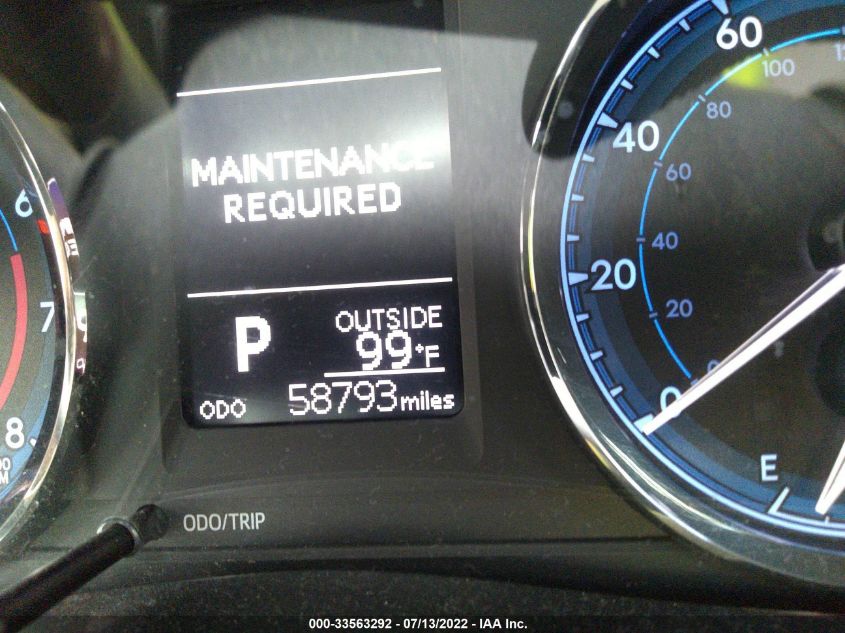 MAINTENANCE
REQUIRED
P
OUTSIDE
99°F
ODO 58793 miles
ODO/TRIP
6
7
8
60
40
20
0
100
80
60
40
20
0
E
000-33563292 - 07/13/2022 - IAA Inc.